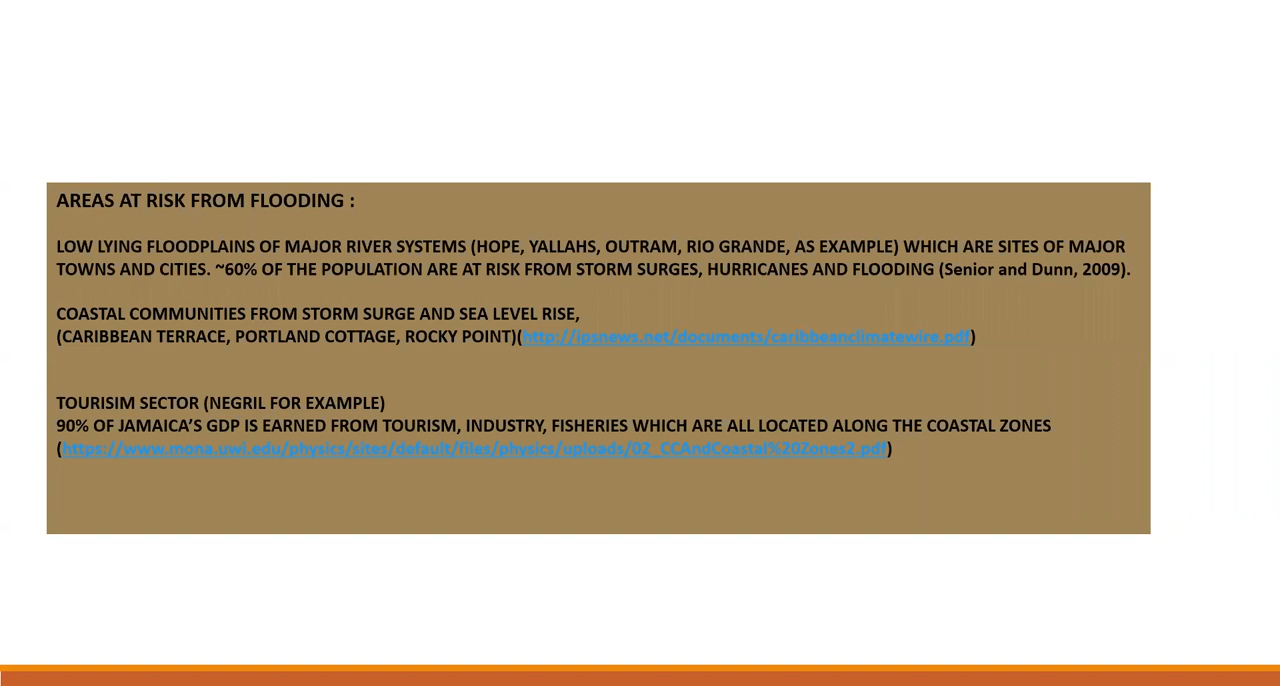 AREAS AT RISK FROM FLOODING :
LOW LYING FLOODPLAINS OF MAJOR RIVER SYSTEMS (HOPE, YALLAHS, OUTRAM, RIO GRANDE, AS EXAMPLE) WHICH ARE SITES OF MAJOR
TOWNS AND CITIES. ~60% OF THE POPULATION ARE AT RISK FROM STORM SURGES, HURRICANES AND FLOODING (Senior and Dunn, 2009).
COASTAL COMMUNITIES FROM STORM SURGE AND SEA LEVEL RISE,
(CARIBBEAN TERRACE, PORTLAND COTTAGE, ROCKY POINT)(http://ipsnews.net/documents/caribbeanclimatewire.pdf)
TOURISIM SECTOR (NEGRIL FOR EXAMPLE)
90% OF JAMAICA’S GDP IS EARNED FROM TOURISM, INDUSTRY, FISHERIES WHICH ARE ALL LOCATED ALONG THE COASTAL ZONES
(https://www.mona.uwi.edu/physics/sites/default/files/physics/uploads/02_CCAndCoastal%20Zones2.pdf)